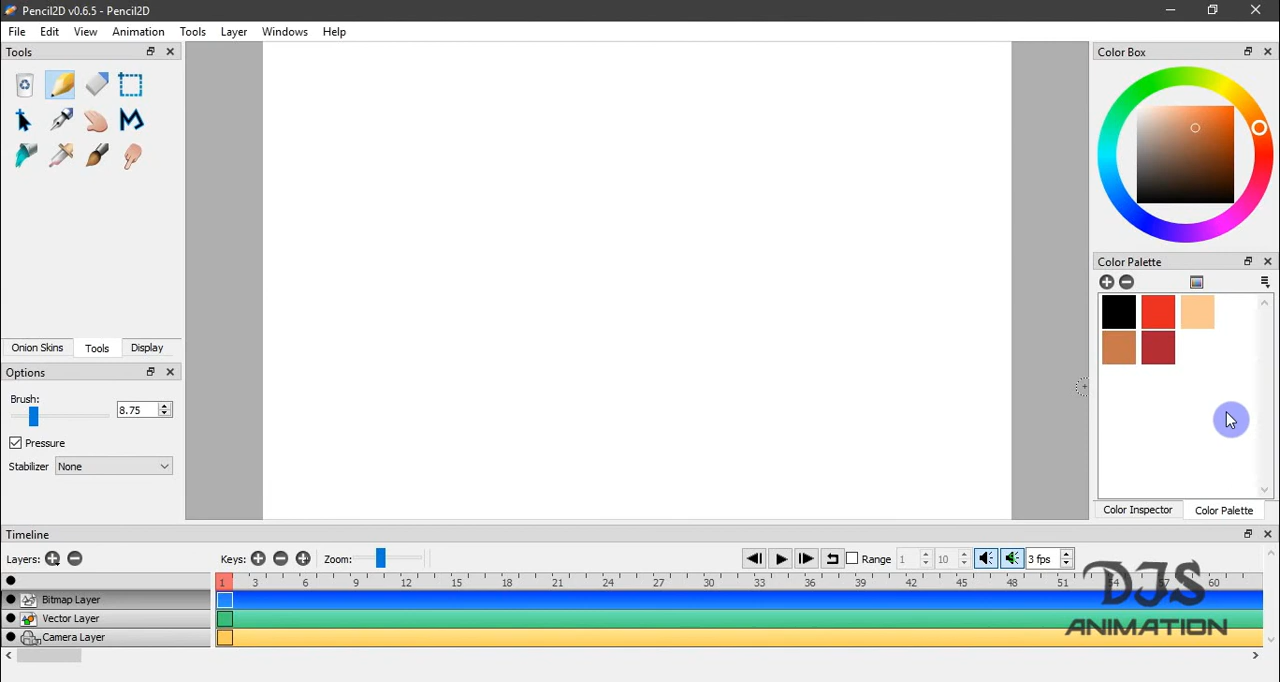 Pencil2D v0.6.5 - Pencil2D
File Edit View Animation Tools Layer Windows Help
Tools
Color Box
Color Palette
Onion Skins Tools Display
Options
Brush:
8.75
Pressure
Stabilizer None
Color Inspector Color Palette
Timeline
Layers: Keys: Zoom: Range 1 10 3 fps
1 3 6 9 12 15 18 21 24 27 30 33 36 39 42 45 48 51 54 57 60
Bitmap Layer
Vector Layer
Camera Layer
DJS
ANIMATION